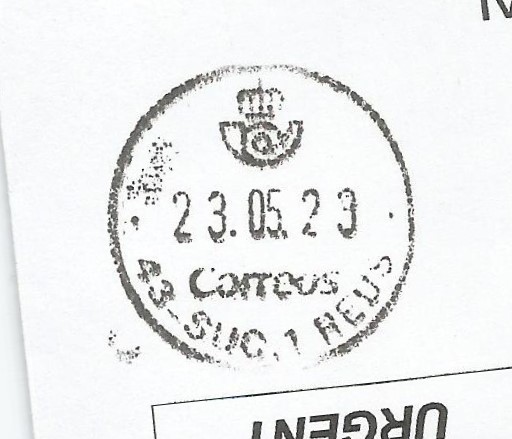 23.05.23
Correos
43-SUC.1 REUS
URGENT